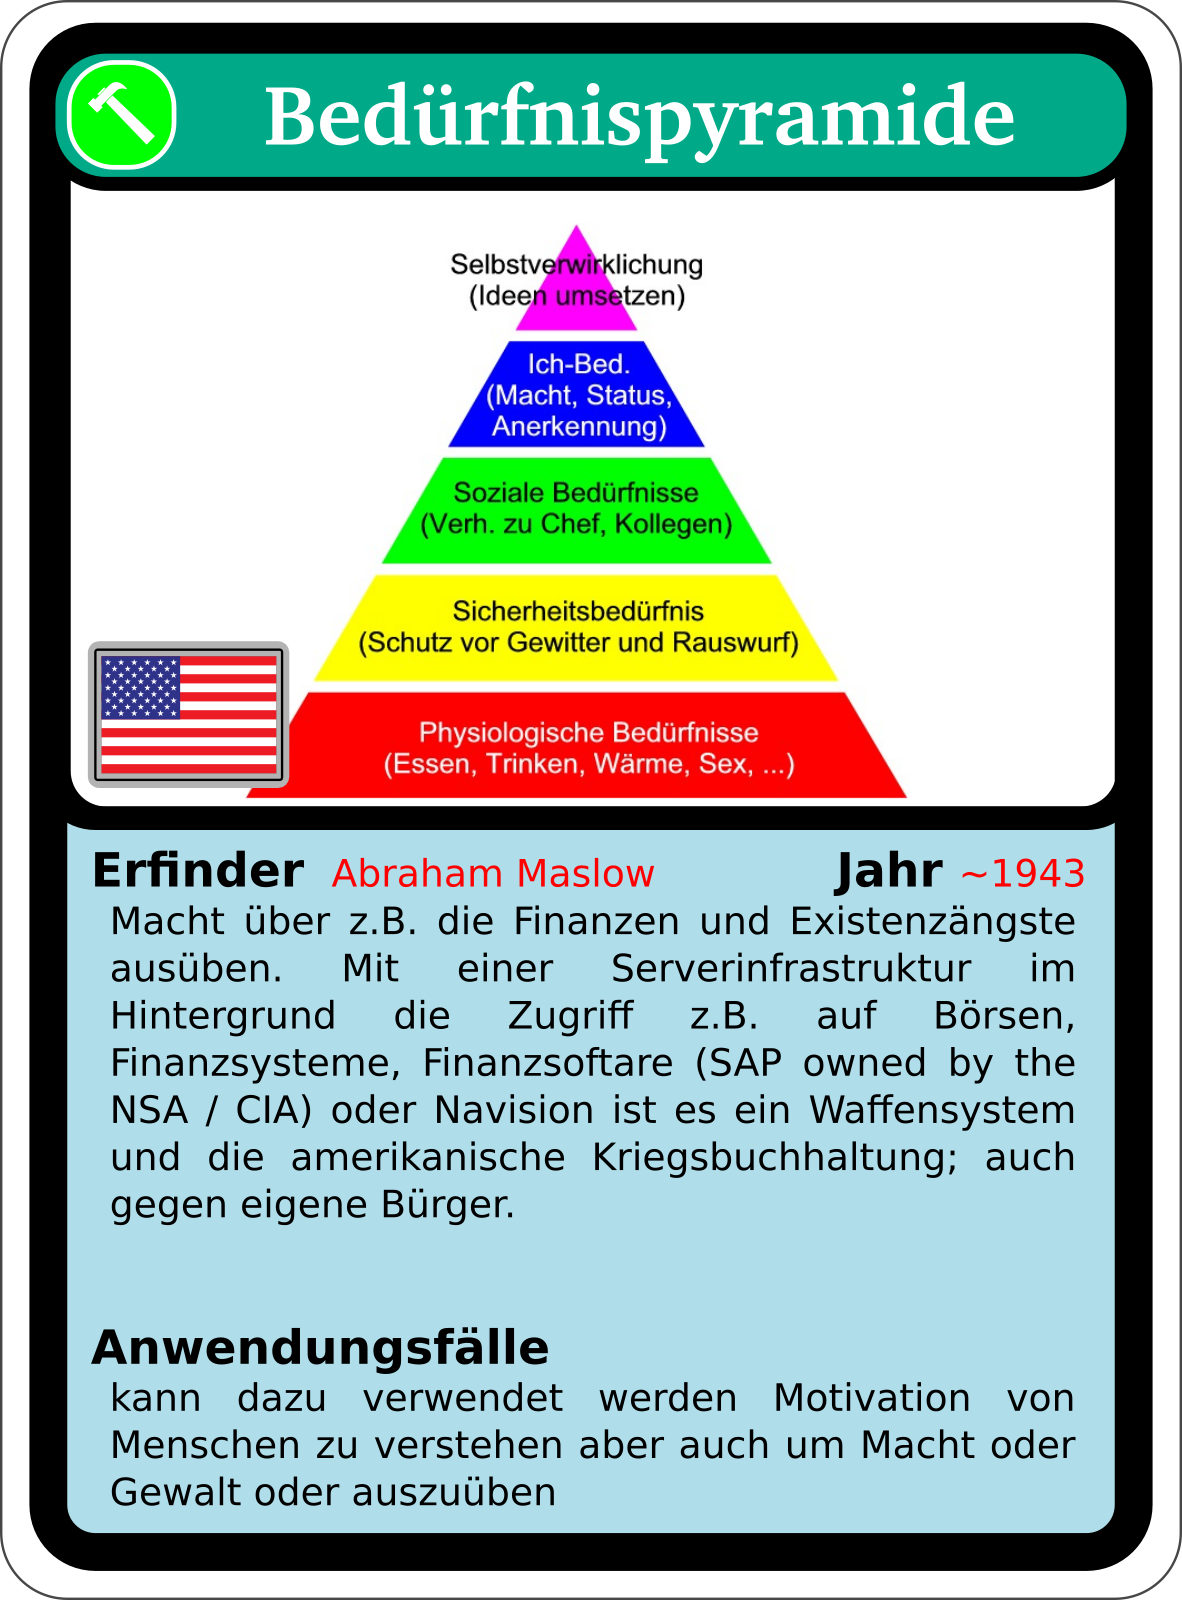 Bedürfnispyramide
Selbstverwirklichung
(Ideen umsetzen)
Ich-Bed.
(Macht, Status,
Anerkennung)
Soziale Bedürfnisse
(Verh. zu Chef, Kollegen)
Sicherheitsbedürfnis
(Schutz vor Gewitter und Rauswurf)
Physiologische Bedürfnisse
(Essen, Trinken, Wärme, Sex, ...)
Erfinder Abraham Maslow Jahr ~1943
Macht über z.B. die Finanzen und Existenzängste
ausüben. Mit einer Serverinfrastruktur im
Hintergrund die Zugriff z.B. auf Börsen,
Finanzsysteme, Finanzsoftare (SAP owned by the
NSA / CIA) oder Navision ist es ein Waffensystem
und die amerikanische Kriegsbuchhaltung; auch
gegen eigene Bürger.
Anwendungsfälle
kann dazu verwendet werden Motivation von
Menschen zu verstehen aber auch um Macht oder
Gewalt oder auszuüben